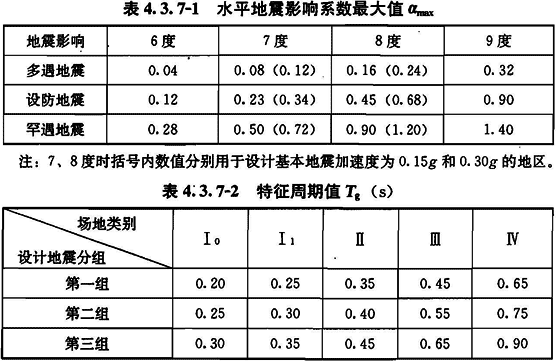 表 4.3.7-1 水平地震影响系数最大值 αmax
地震影响 6 度 7 度 8 度 9 度
多遇地震 0.04 0.08（0.12） 0.16（0.24） 0.32
设防地震 0.12 0.23（0.34） 0.45（0.68） 0.90
罕遇地震 0.28 0.50（0.72） 0.90（1.20） 1.40
注：7、8 度时括号内数值分别用于设计基本地震加速度为 0.15g 和 0.30g 的地区。
表 4.3.7-2 特征周期值 Tg（s）
场地类别
设计地震分组
Ⅰ0 Ⅰ1 Ⅱ Ⅲ Ⅳ
第一组 0.20 0.25 0.35 0.45 0.65
第二组 0.25 0.30 0.40 0.55 0.75
第三组 0.30 0.35 0.45 0.65 0.90